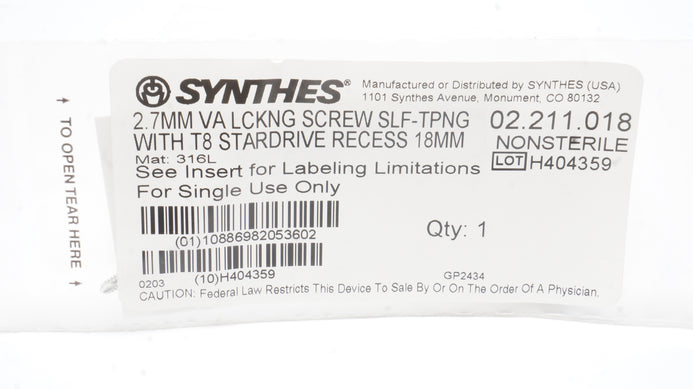 SYNTHES®
Manufactured or Distributed by SYNTHES (USA)
1101 Synthes Avenue, Monument, CO 80132
2.7MM VA LCKNG SCREW SLF-TPNG
WITH T8 STARDRIVE RECESS 18MM
02.211.018
NONSTERILE
LOT H404359
Mat: 316L
See Insert for Labeling Limitations
For Single Use Only
(01)10886982053602
Qty: 1
(10)H404359
0203
GP2434
CAUTION: Federal Law Restricts This Device To Sale By Or On The Order Of A Physician.
TO OPEN TEAR HERE